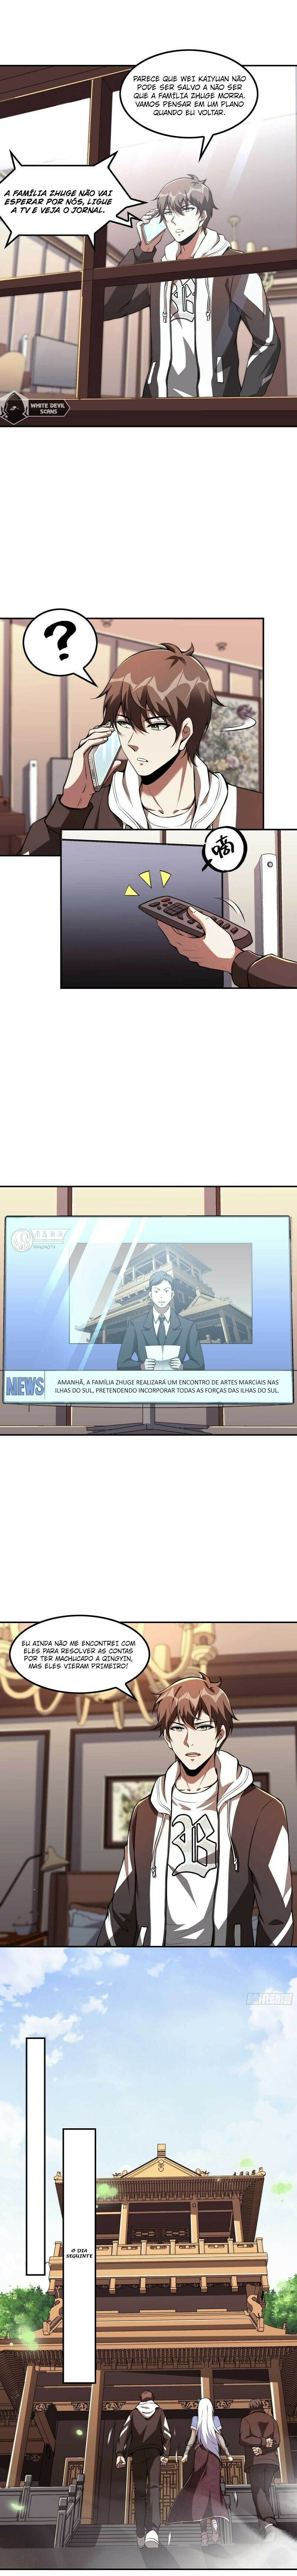 PARECE QUE WEI KAIYUAN NÃO
PODE SER SALVO A NÃO SER
QUE A FAMÍLIA ZHUGE MORRA.
VAMOS PENSAR EM UM PLANO
QUANDO EU VOLTAR.
A FAMÍLIA ZHUGE NÃO VAI
ESPERAR POR NÓS, LIGUE
A TV E VEJA O JORNAL.
WHITE DEVIL
SCANS
?
嘀
NEWS
AMANHÃ, A FAMÍLIA ZHUGE REALIZARÁ UM ENCONTRO DE ARTES MARCIAIS NAS
ILHAS DO SUL, PRETENDENDO INCORPORAR TODAS AS FORÇAS DAS ILHAS DO SUL.
EU AINDA NÃO ME ENCONTREI COM
ELES PARA RESOLVER AS CONTAS
POR TER MACHUCADO A QINGYIN,
MAS ELES VIERAM PRIMEIRO!
B
O DIA
SEGUINTE